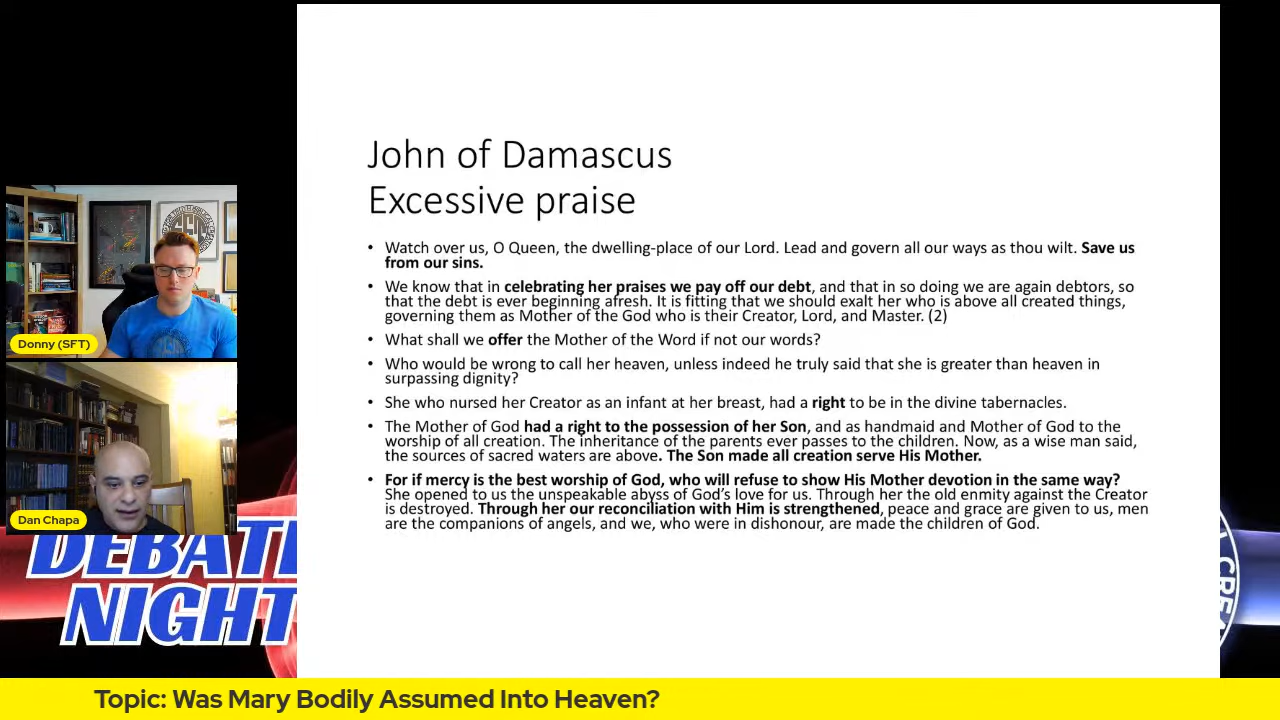 John of Damascus
Excessive praise
• Watch over us, O Queen, the dwelling-place of our Lord. Lead and govern all our ways as thou wilt. Save us
from our sins.
• We know that in celebrating her praises we pay off our debt, and that in so doing we are again debtors, so
that the debt is ever beginning afresh. It is fitting that we should exalt her who is above all created things,
governing them as Mother of the God who is their Creator, Lord, and Master. (2)
• What shall we offer the Mother of the Word if not our words?
• Who would be wrong to call her heaven, unless indeed he truly said that she is greater than heaven in
surpassing dignity?
• She who nursed her Creator as an infant at her breast, had a right to be in the divine tabernacles.
• The Mother of God had a right to the possession of her Son, and as handmaid and Mother of God to the
worship of all creation. The inheritance of the parents ever passes to the children. Now, as a wise man said,
the sources of sacred waters are above. The Son made all creation serve His Mother.
• For if mercy is the best worship of God, who will refuse to show His Mother devotion in the same way?
She opened to us the unspeakable abyss of God's love for us. Through her the old enmity against the Creator
is destroyed. Through her our reconciliation with Him is strengthened, peace and grace are given to us, men
are the companions of angels, and we, who were in dishonour, are made the children of God.
Donny (SFT)
Dan Chapa
DEBATE
NIGHT
Topic: Was Mary Bodily Assumed Into Heaven?